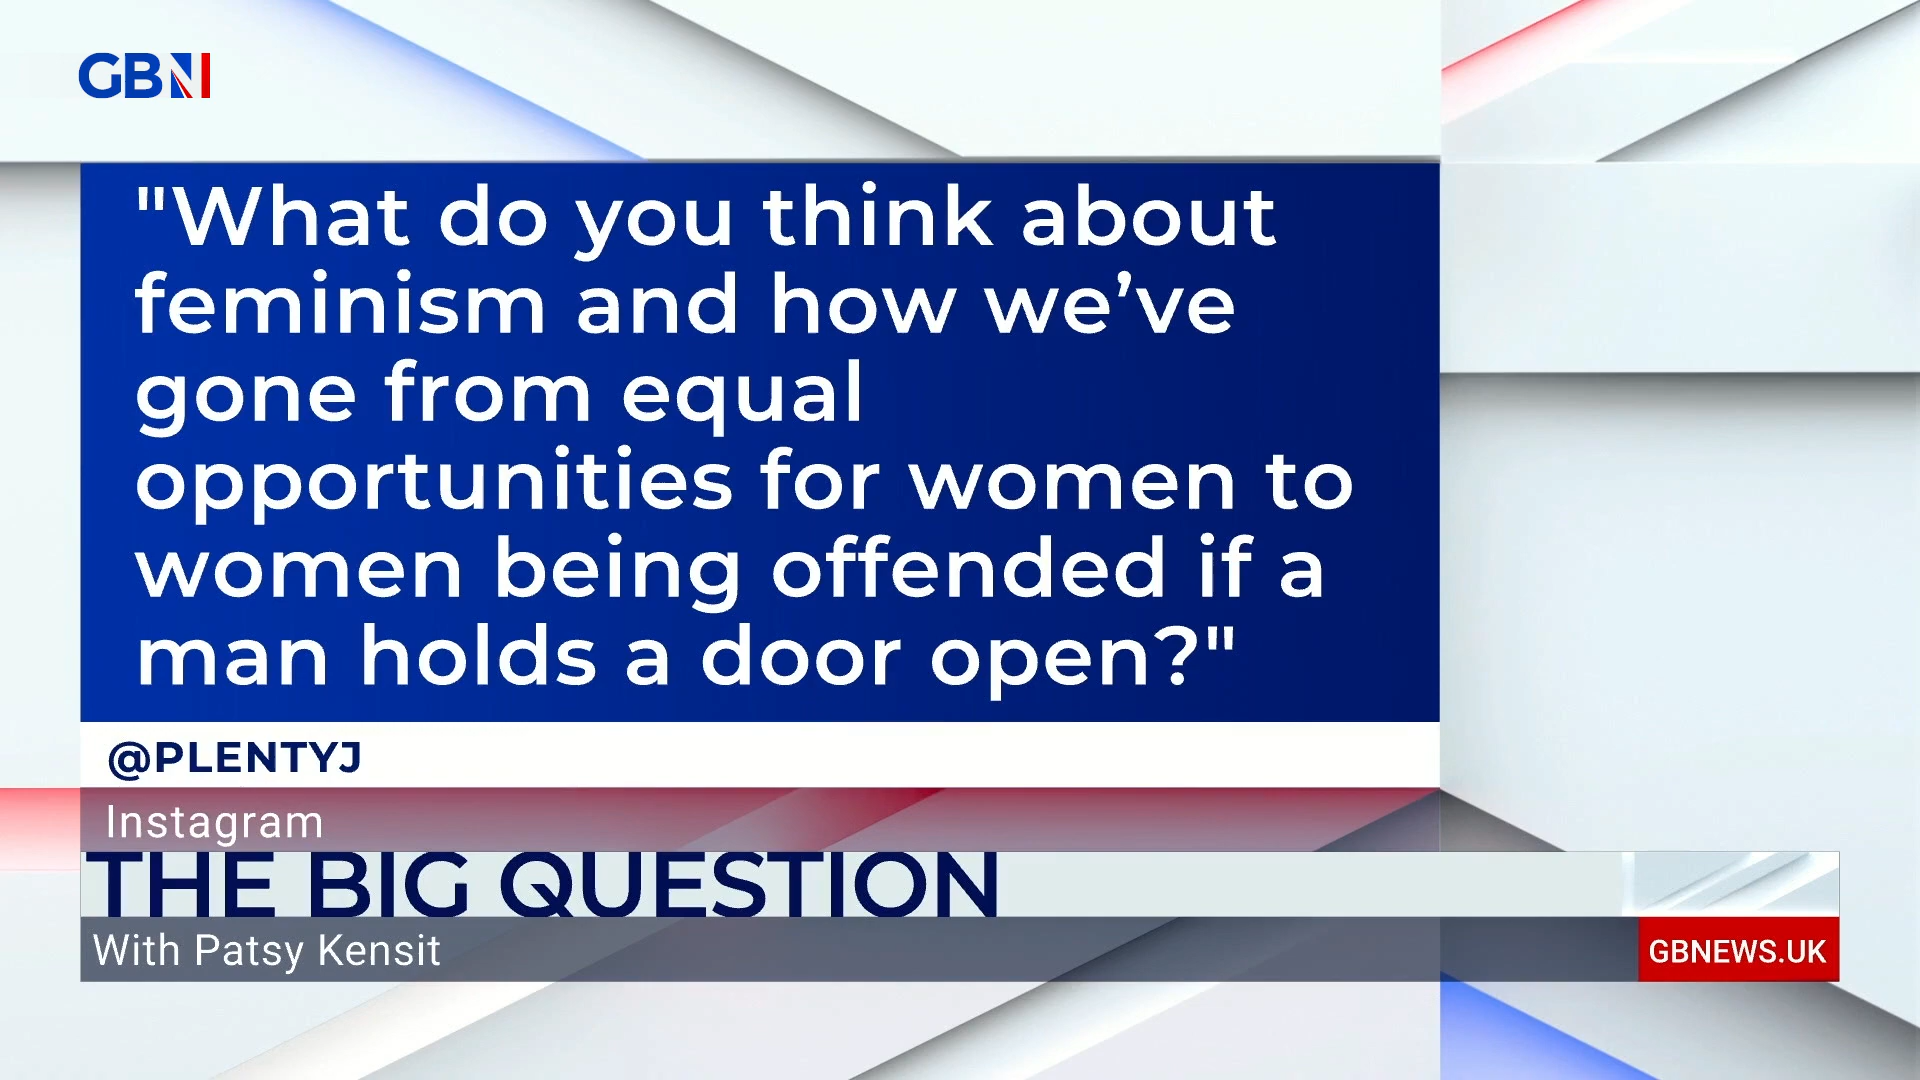 GBN
"What do you think about
feminism and how we’ve
gone from equal
opportunities for women to
women being offended if a
man holds a door open?"
@PLENTYJ
Instagram
THE BIG QUESTION
With Patsy Kensit
GBNEWS.UK